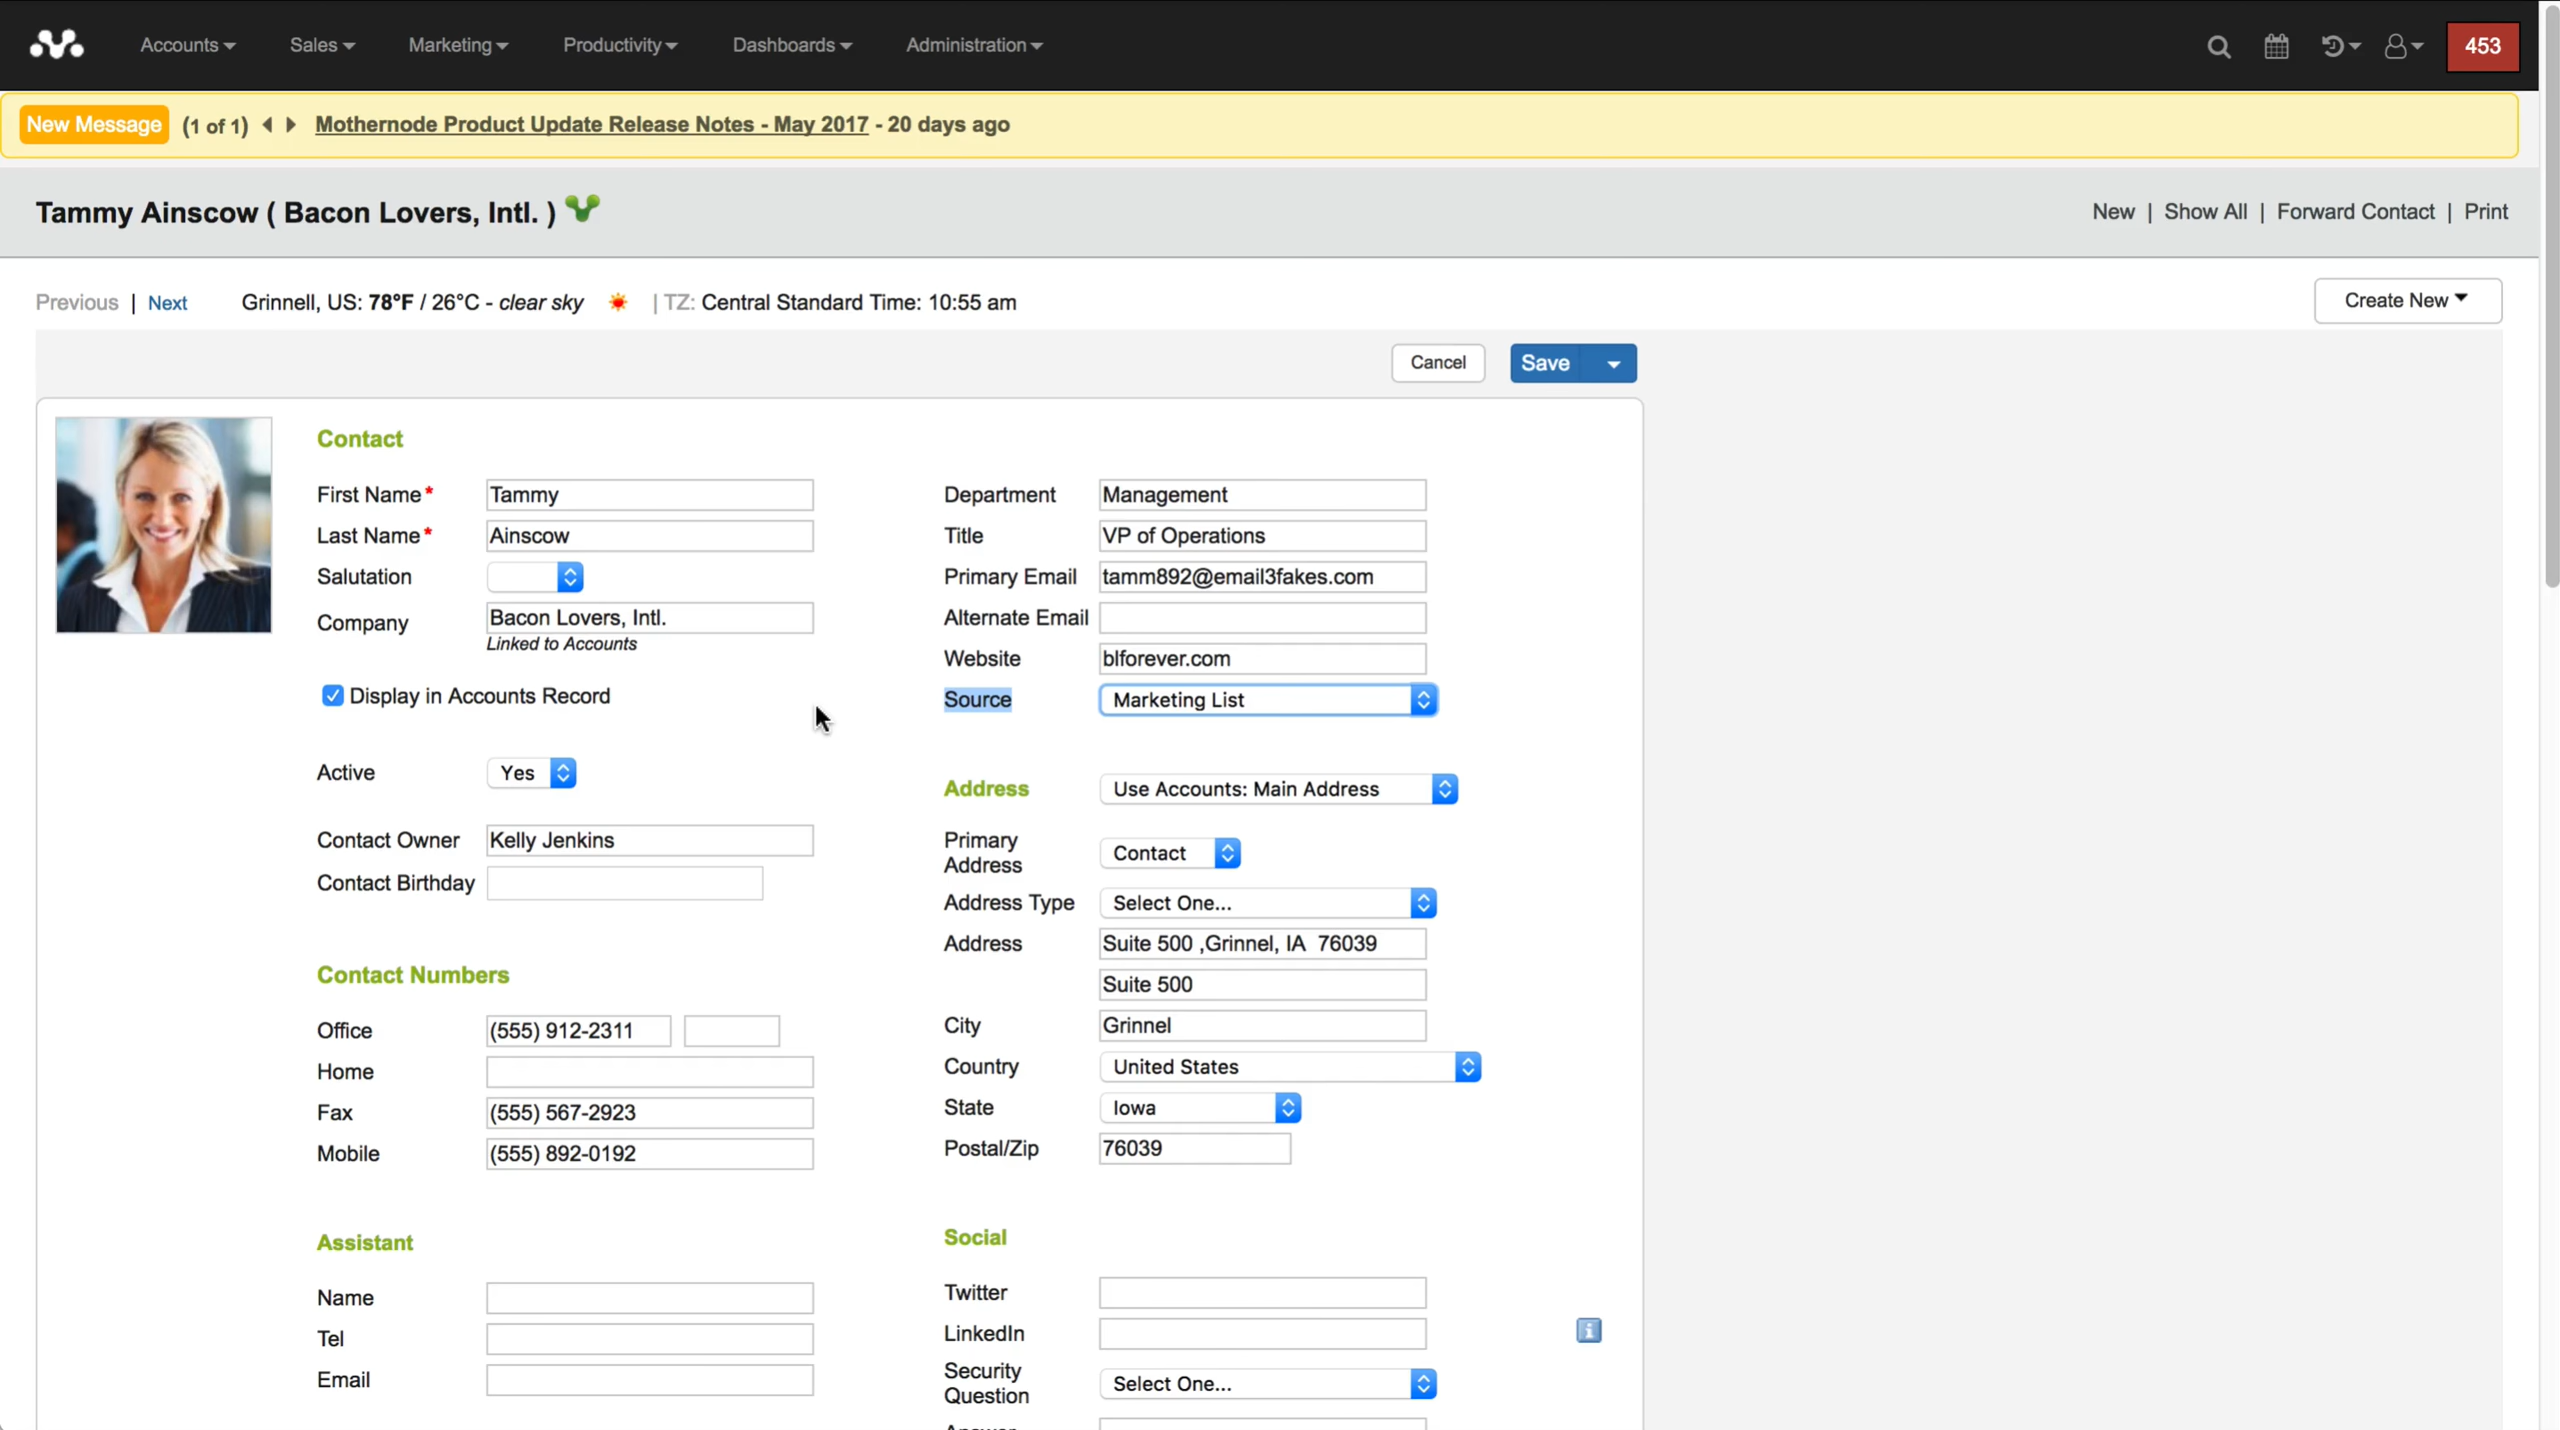 Accounts Sales Marketing Productivity Dashboards Administration 453
New Message (1 of 1) Mothernode Product Update Release Notes - May 2017 - 20 days ago
Tammy Ainscow ( Bacon Lovers, Intl. ) New | Show All | Forward Contact | Print
Previous | Next Grinnell, US: 78°F / 26°C - clear sky | TZ: Central Standard Time: 10:55 am Create New
Cancel Save
Contact
First Name* Tammy
Last Name* Ainscow
Salutation
Company Bacon Lovers, Intl.
Linked to Accounts
Display in Accounts Record
Active Yes
Contact Owner Kelly Jenkins
Contact Birthday
Contact Numbers
Office (555) 912-2311
Home
Fax (555) 567-2923
Mobile (555) 892-0192
Assistant
Name
Tel
Email
Department Management
Title VP of Operations
Primary Email tamm892@email3fakes.com
Alternate Email
Website blforever.com
Source Marketing List
Address Use Accounts: Main Address
Primary
Address Contact
Address Type Select One...
Address Suite 500 ,Grinnel, IA 76039
Suite 500
City Grinnel
Country United States
State Iowa
Postal/Zip 76039
Social
Twitter
LinkedIn
Security
Question Select One...